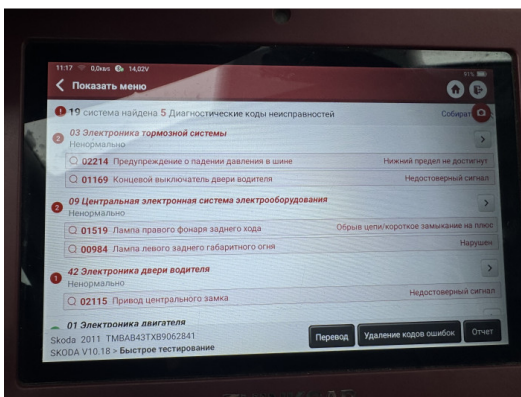 11:17 0,0км/ч 14,02V 91%
Показать меню
19 система найдена 5 Диагностические коды неисправностей
03 Электроника тормозной системы
Ненормально
02214 Предупреждение о падении давления в шине Нижний предел не достигнут
01169 Концевой выключатель двери водителя Недостоверный сигнал
09 Центральная электронная система электрооборудования
Ненормально
01519 Лампа правого фонаря заднего хода Обрыв цепи/короткое замыкание на плюс
00984 Лампа левого заднего габаритного огня Нарушен
42 Электроника двери водителя
Ненормально
02115 Привод центрального замка Недостоверный сигнал
01 Электроника двигателя
Skoda 2011 TMBAB43TXB9062841
SKODA V10.18 > Быстрое тестирование
Перевод Удаление кодов ошибок Отчет